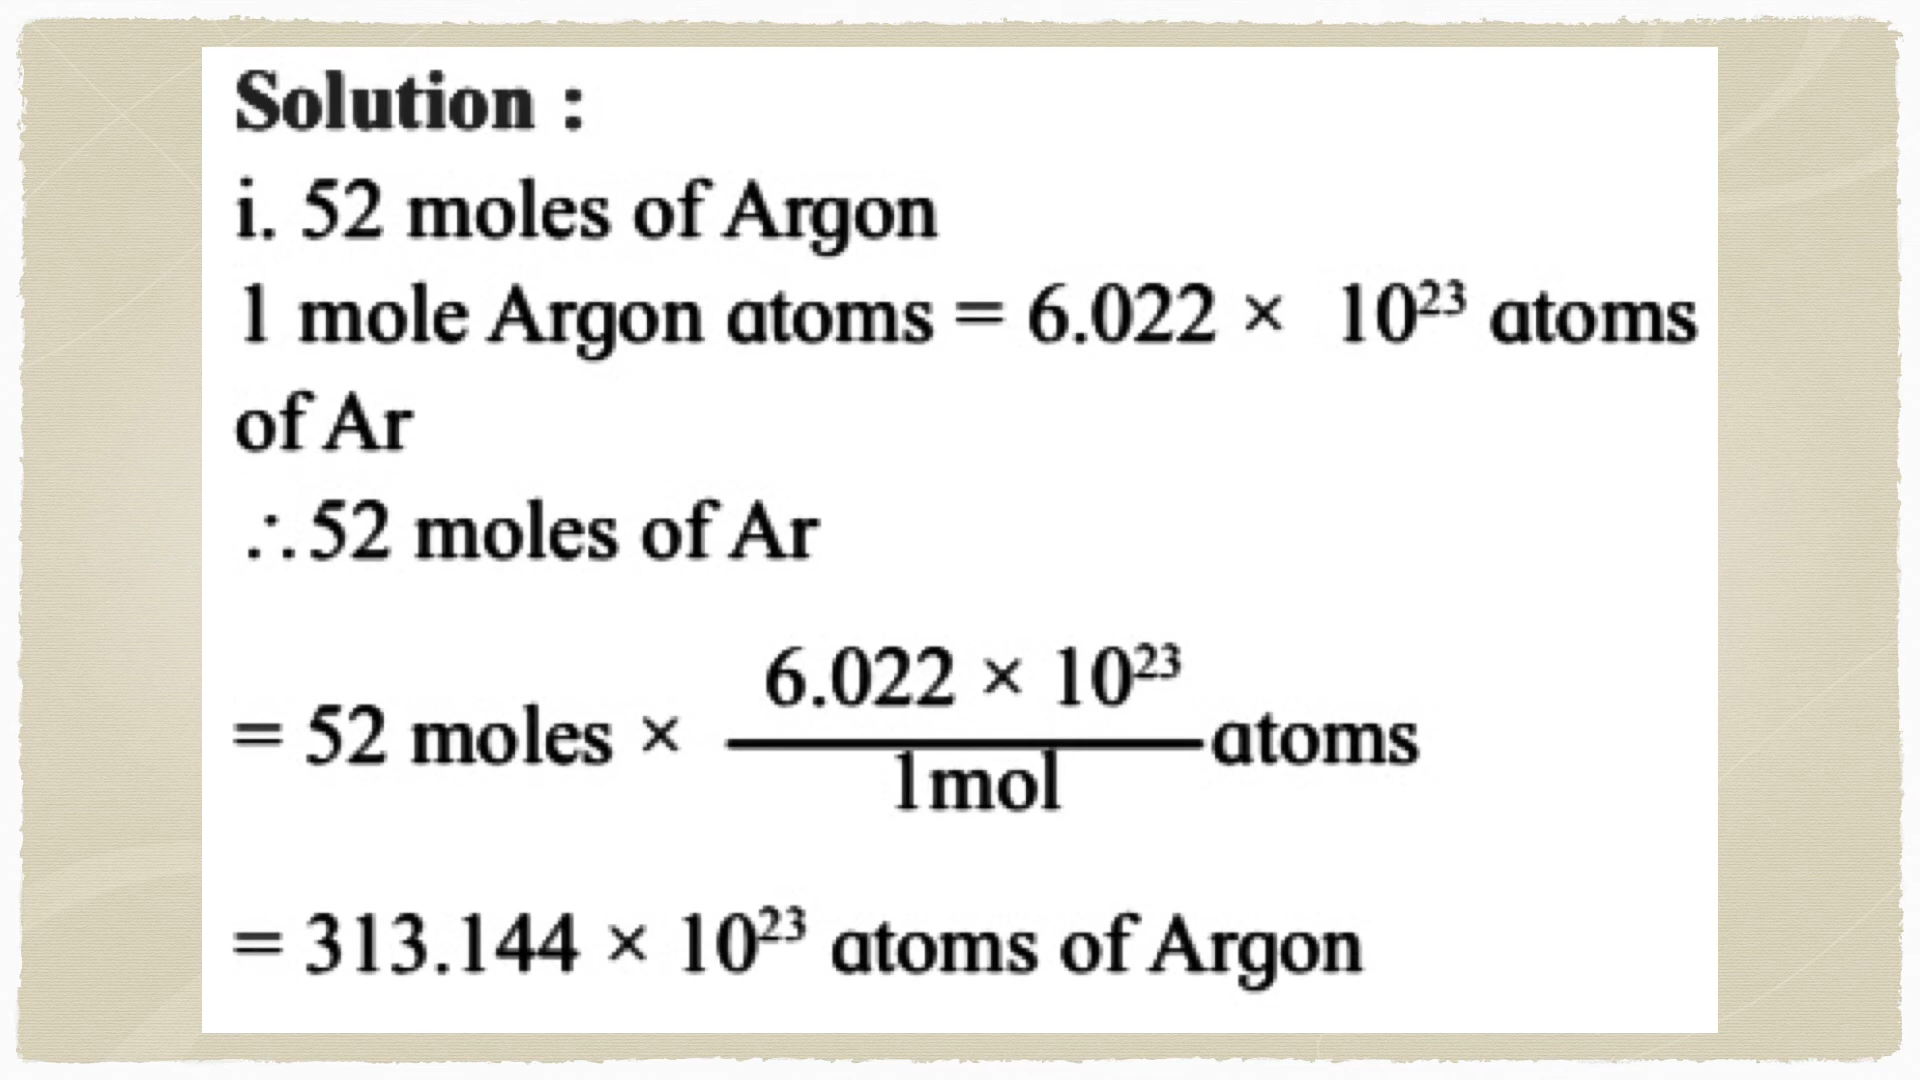 Solution :
i. 52 moles of Argon
1 mole Argon atoms = 6.022 × 10²³ atoms
of Ar
∴ 52 moles of Ar
= 52 moles × 6.022 × 10²³ / 1mol atoms
= 313.144 × 10²³ atoms of Argon